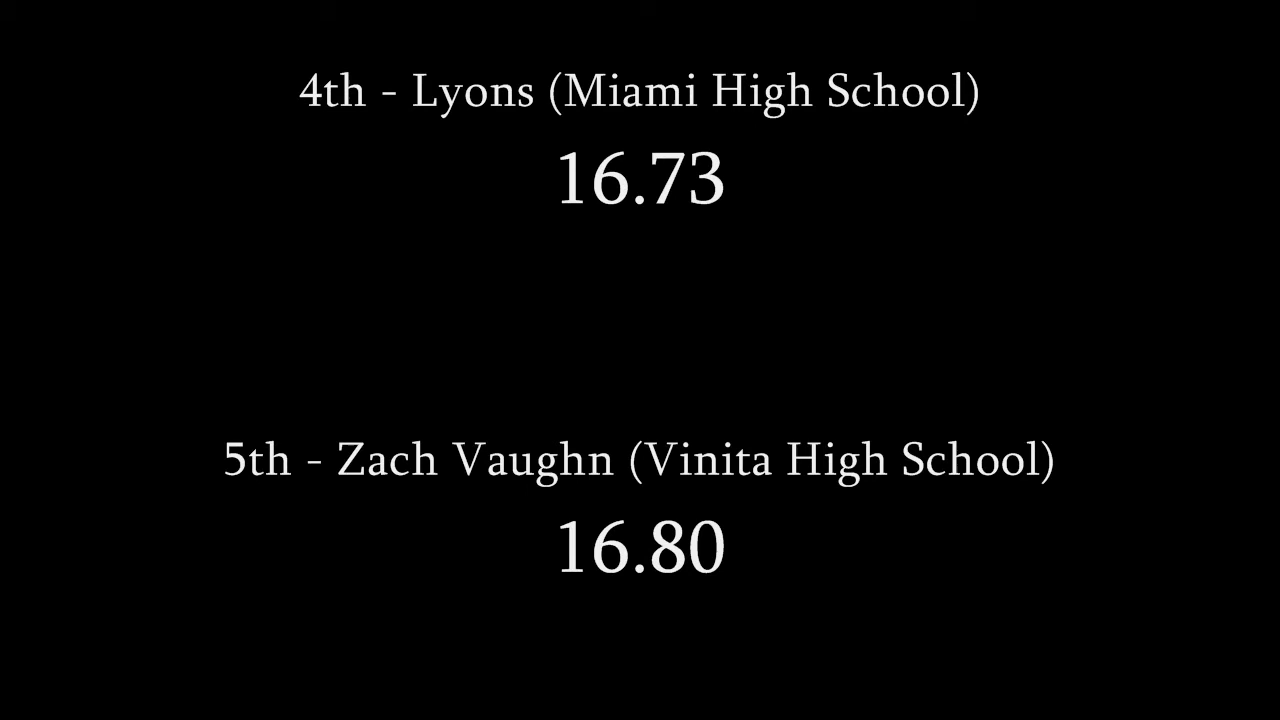 4th - Lyons (Miami High School)
16.73
5th - Zach Vaughn (Vinita High School)
16.80